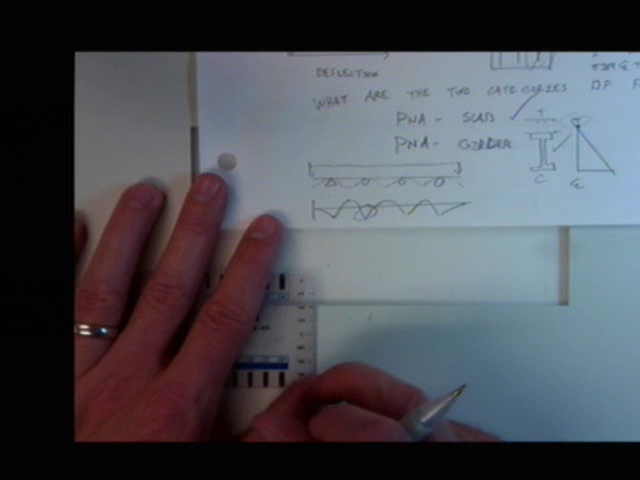 DEFLECTION
WHAT ARE THE TWO CATEGORIES OF
PNA - SLAB
PNA - GIRDER
T
C